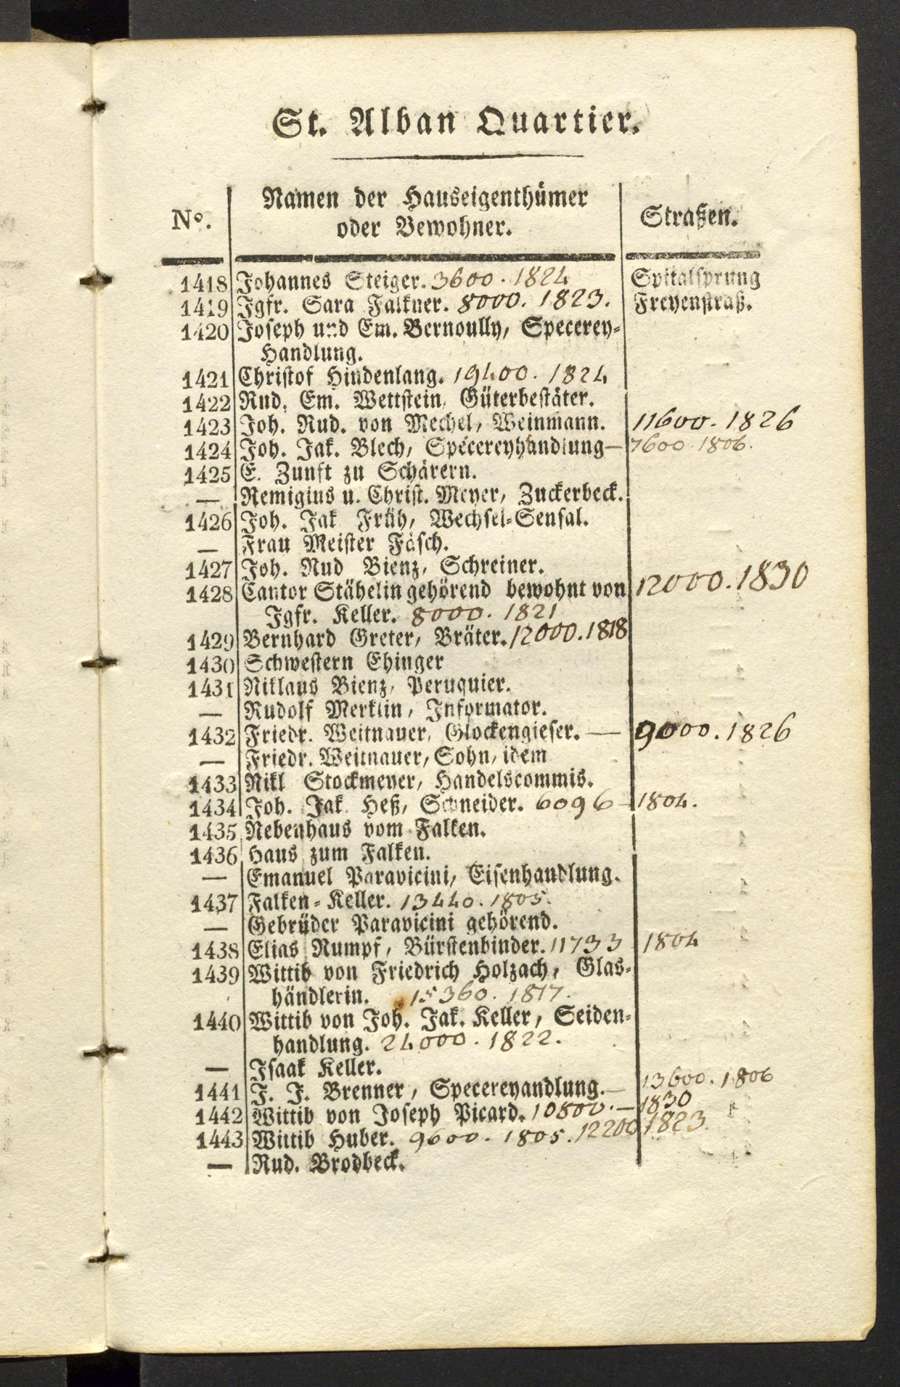 St. Alban Quartier.
No. Namen der Hauseigenthümer Straßen.
oder Bewohner.
1418 Johannes Steiger. 3600. 1824 Spitalsprung
1419 Jgfr. Sara Falkner. 8000. 1823. Freyenstraß.
1420 Joseph und Em. Bernoully, Specerey-
Handlung.
1421 Christof Hindenlang. 19400. 1824
1422 Rud. Em. Wettstein, Güterbestäter.
1423 Joh. Rud. von Mechel, Weinmann. 11600. 1826
1424 Joh. Jak. Blech, Specereyhandlung— 7600. 1806.
1425 E. Zunft zu Schärern.
— Remigius u. Christ. Meyer, Zuckerbeck.
1426 Joh. Jak Früh, Wechsel-Sensal.
— Frau Meister Fäsch.
1427 Joh. Rud Bienz, Schreiner.
1428 Cantor Stähelin gehörend bewohnt von 12000. 1830
Jgfr. Keller. 8000. 1821
1429 Bernhard Greter, Bräter. 12000. 1818
1430 Schwestern Ehinger
1431 Niklaus Bienz, Peruquier.
— Rudolf Merklin, Informator.
1432 Friedr. Weitnauer, Glockengieser. — 9000. 1826
— Friedr. Weitnauer, Sohn, idem
1433 Nikl Stockmeyer, Handelscommis.
1434 Joh. Jak Heß, Schneider. 6096 — 1804.
1435 Nebenhaus vom Falken.
1436 Haus zum Falken.
— Emanuel Paravicini, Eisenhandlung.
1437 Falken-Keller. 13440. 1805.
— Gebrüder Paravicini gehörend.
1438 Elias Rumpf, Bürstenbinder. 11733 1804
1439 Wittib von Friedrich Holzach, Glas-
händlerin. 15360. 1817.
1440 Wittib von Joh. Jak. Keller, Seiden-
handlung. 24000. 1822.
— Isaak Keller.
1441 J. J. Brenner, Specereyandlung.— 13600. 1806
1442 Wittib von Joseph Picard. 10800. — 1830
1443 Wittib Huber. 9600. 1805. 12200 1823
— Rud. Brodbeck.